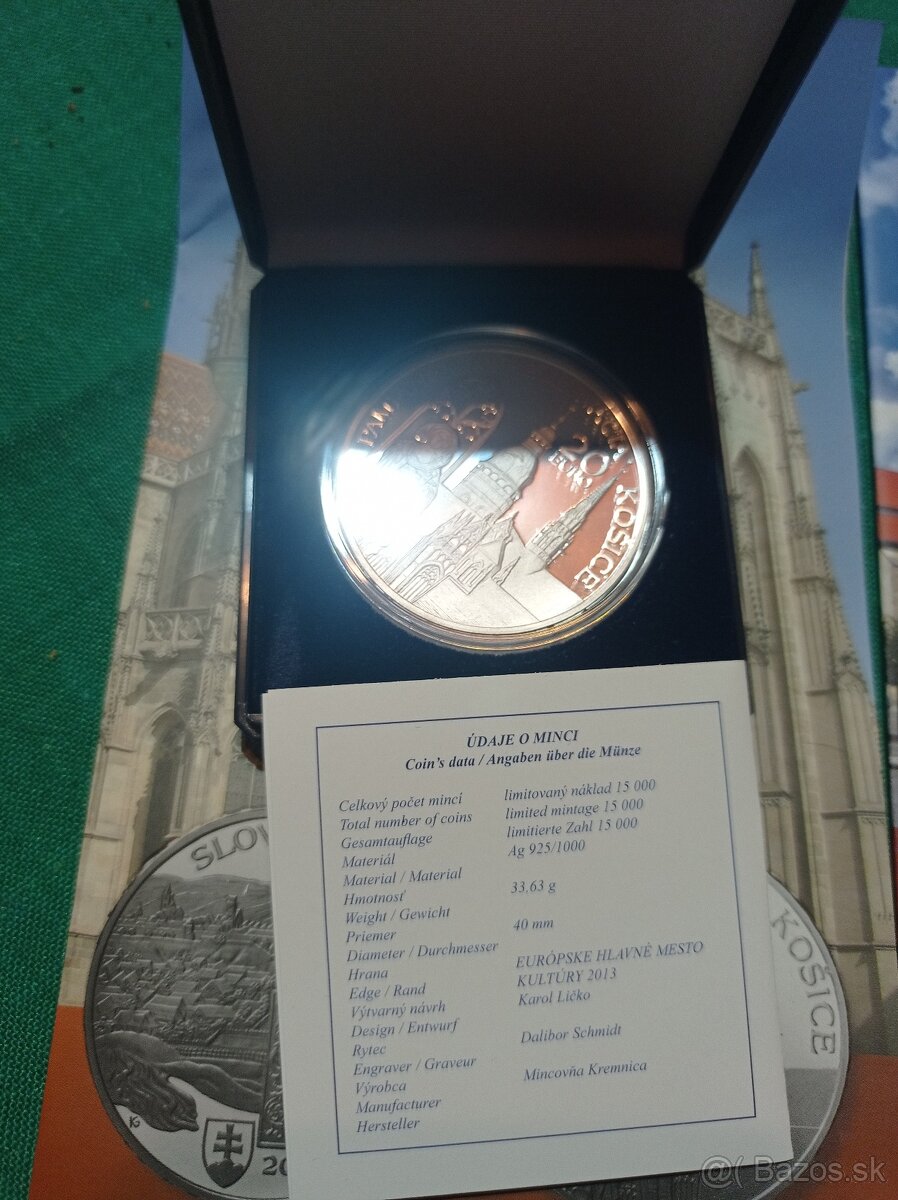 20
EURO
KOŠICE
ÚDAJE O MINCI
Coin's data / Angaben über die Münze
Celkový počet mincí limitovaný náklad 15 000
Total number of coins limited mintage 15 000
Gesamtauflage limitierte Zahl 15 000
Materiál Ag 925/1000
Material / Material
Hmotnosť 33,63 g
Weight / Gewicht
Priemer 40 mm
Diameter / Durchmesser
Hrana EURÓPSKE HLAVNÉ MESTO
Edge / Rand KULTÚRY 2013
Výtvarný návrh Karol Ličko
Design / Entwurf
Rytec Dalibor Schmidt
Engraver / Graveur
Výrobca Mincovňa Kremnica
Manufacturer
Hersteller
SLOV
KOŠICE
20
@( Bazos.sk